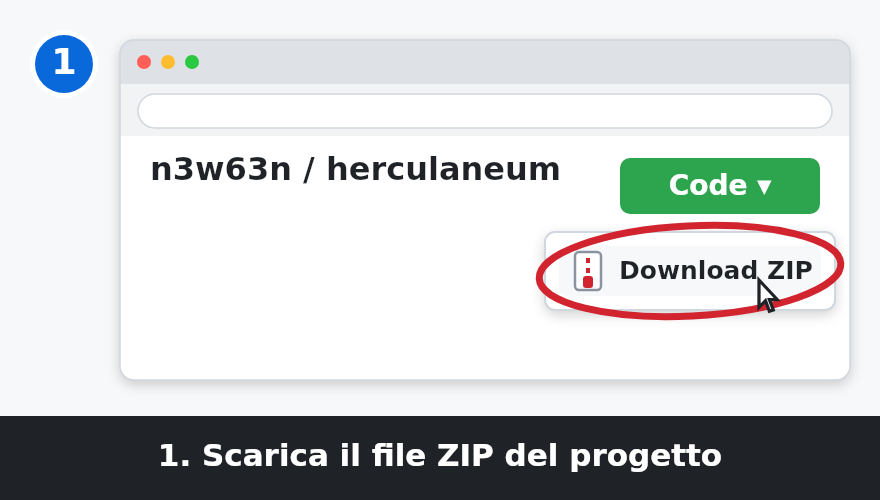 1
n3w63n / herculaneum
Code ▾
Download ZIP
1. Scarica il file ZIP del progetto